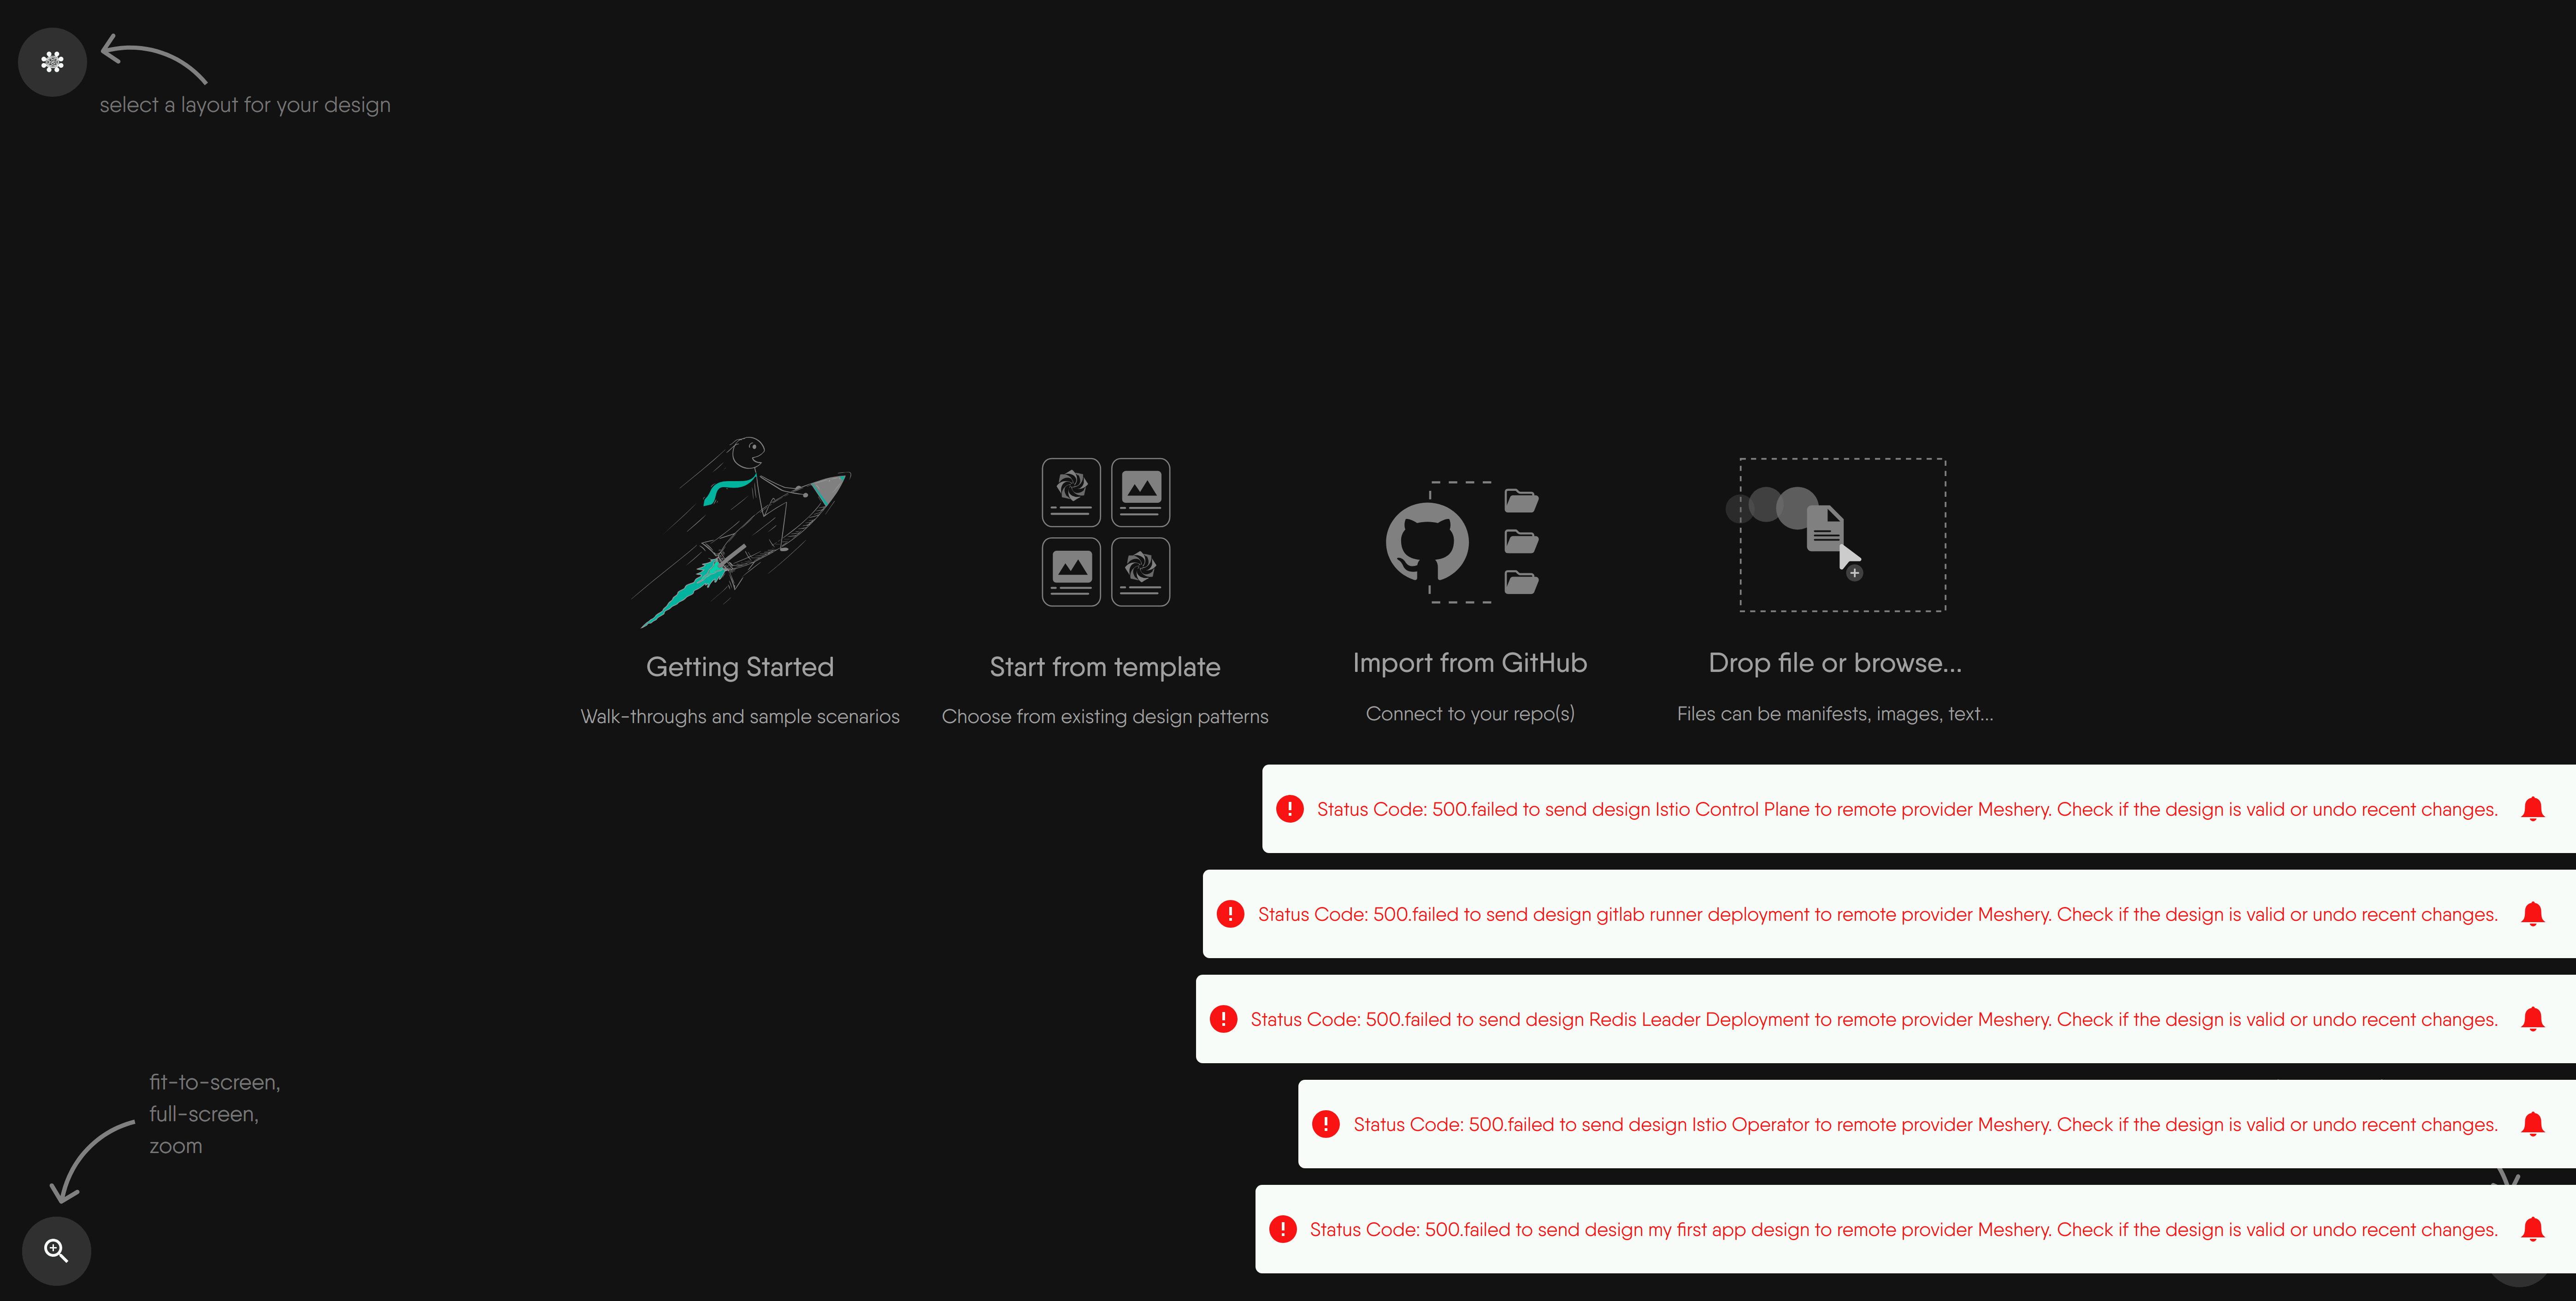 select a layout for your design
Getting Started
Walk-throughs and sample scenarios
Start from template
Choose from existing design patterns
Import from GitHub
Connect to your repo(s)
Drop file or browse...
Files can be manifests, images, text...
Status Code: 500.failed to send design Istio Control Plane to remote provider Meshery. Check if the design is valid or undo recent changes.
Status Code: 500.failed to send design gitlab runner deployment to remote provider Meshery. Check if the design is valid or undo recent changes.
Status Code: 500.failed to send design Redis Leader Deployment to remote provider Meshery. Check if the design is valid or undo recent changes.
Status Code: 500.failed to send design Istio Operator to remote provider Meshery. Check if the design is valid or undo recent changes.
Status Code: 500.failed to send design my first app design to remote provider Meshery. Check if the design is valid or undo recent changes.
fit-to-screen,
full-screen,
zoom